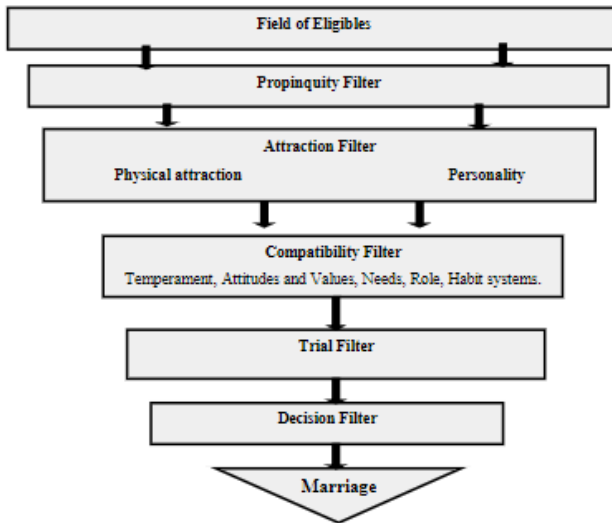 Field of Eligibles
Propinquity Filter
Attraction Filter
Physical attraction Personality
Compatibility Filter
Temperament, Attitudes and Values, Needs, Role, Habit systems.
Trial Filter
Decision Filter
Marriage